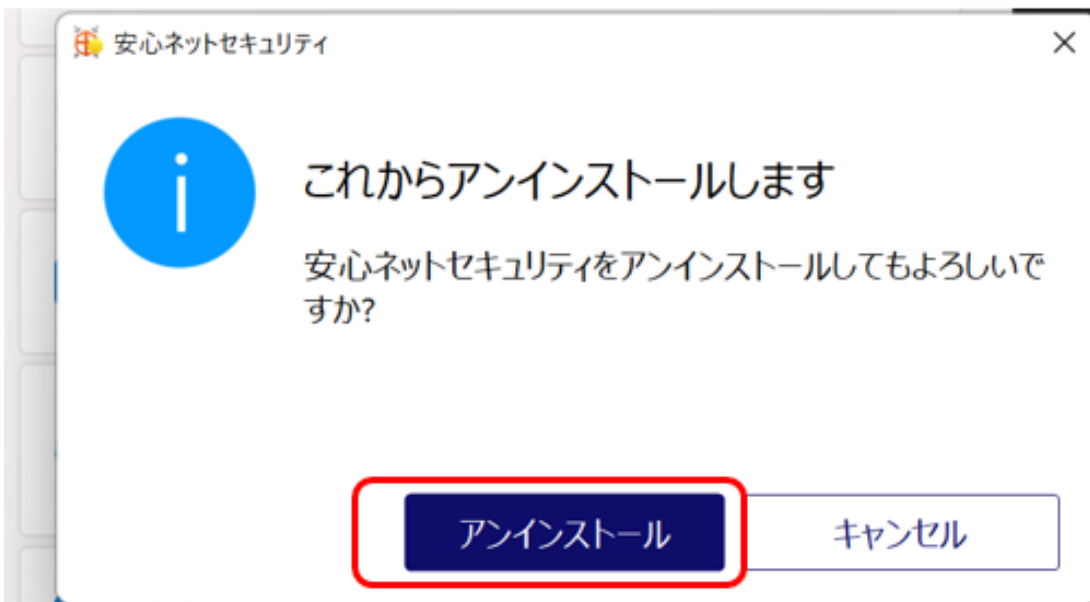 安心ネットセキュリティ
これからアンインストールします
安心ネットセキュリティをアンインストールしてもよろしいで
すか?
アンインストール
キャンセル